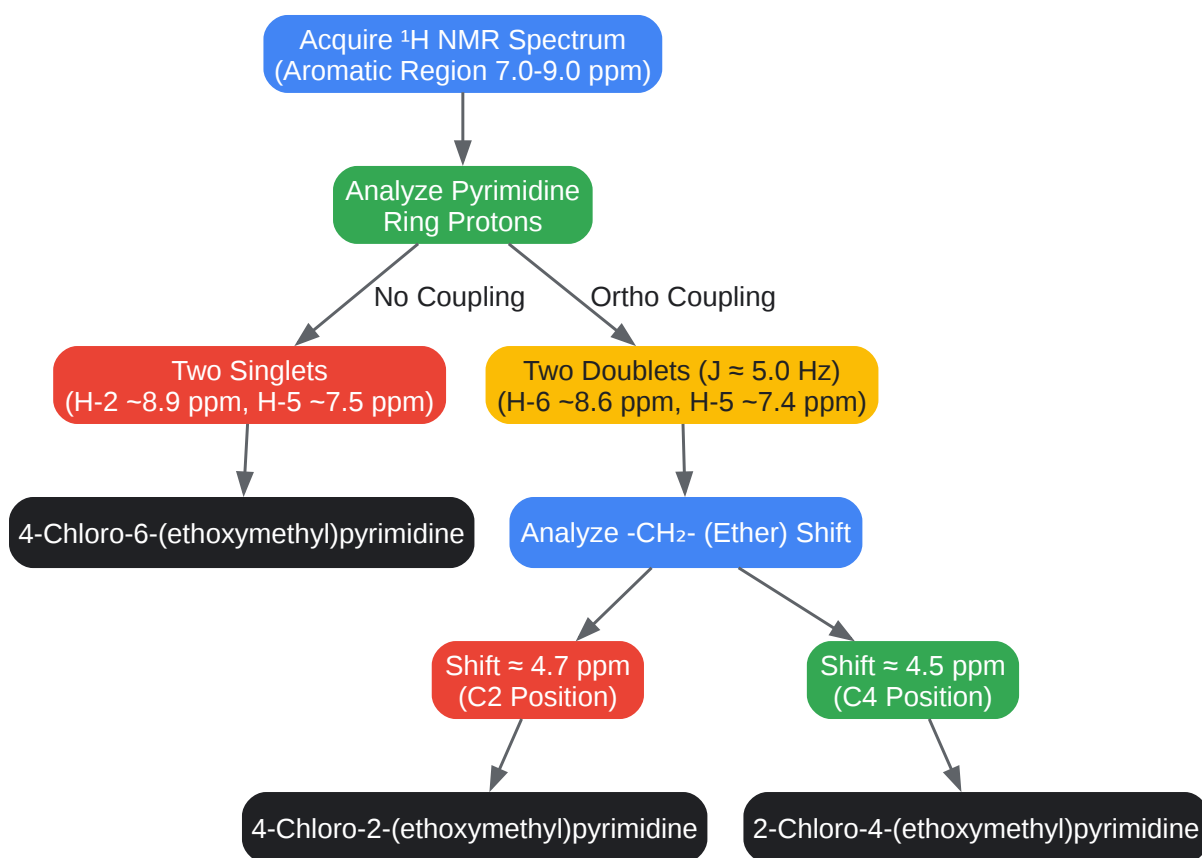 Acquire ¹H NMR Spectrum
(Aromatic Region 7.0-9.0 ppm)
Analyze Pyrimidine
Ring Protons
No Coupling
Ortho Coupling
Two Singlets
(H-2 ~8.9 ppm, H-5 ~7.5 ppm)
Two Doublets (J ≈ 5.0 Hz)
(H-6 ~8.6 ppm, H-5 ~7.4 ppm)
4-Chloro-6-(ethoxymethyl)pyrimidine
Analyze -CH₂- (Ether) Shift
Shift ≈ 4.7 ppm
(C2 Position)
Shift ≈ 4.5 ppm
(C4 Position)
4-Chloro-2-(ethoxymethyl)pyrimidine
2-Chloro-4-(ethoxymethyl)pyrimidine